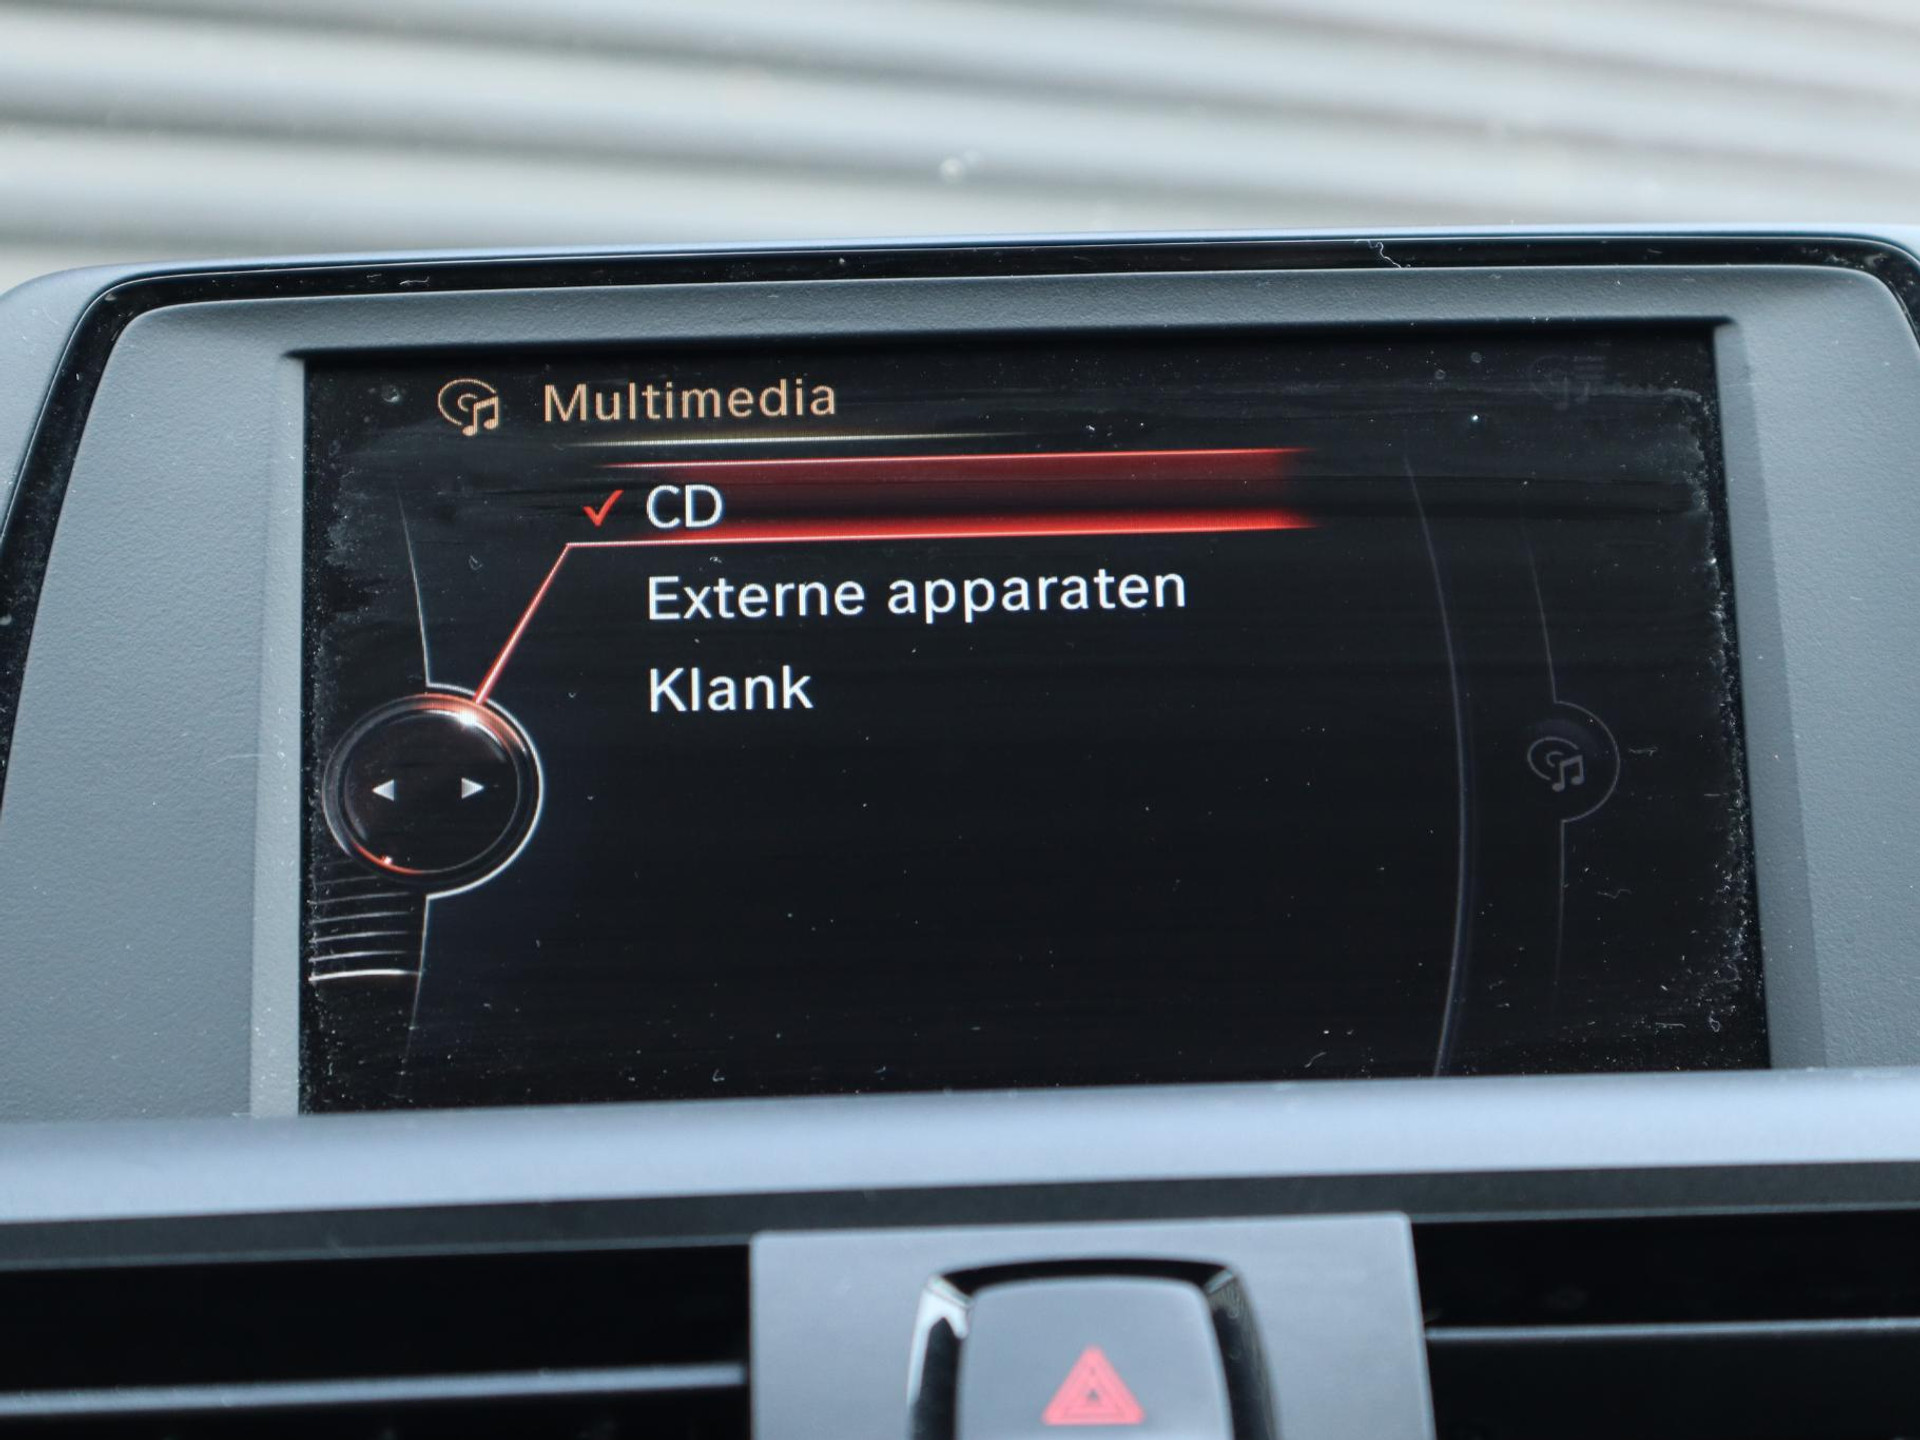 Multimedia
CD
Externe apparaten
Klank